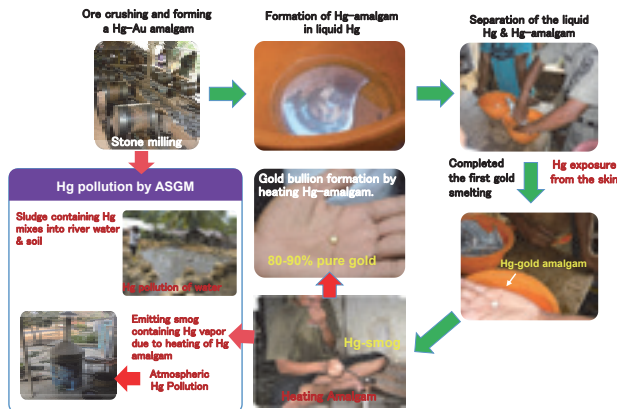 Ore crushing and forming
a Hg-Au amalgam
Formation of Hg-amalgam
in liquid Hg
Separation of the liquid
Hg & Hg-amalgam
Stone milling
Completed
the first gold
smelting
Hg exposure
from the skin
Hg pollution by ASGM
Gold bullion formation by
heating Hg-amalgam.
80-90% pure gold
Sludge containing Hg
mixes into river water
& soil
Hg pollution of water
Hg-gold amalgam
Emitting smog
containing Hg vapor
due to heating of Hg
amalgam
Atmospheric
Hg Pollution
Hg-smog
Heating Amalgam